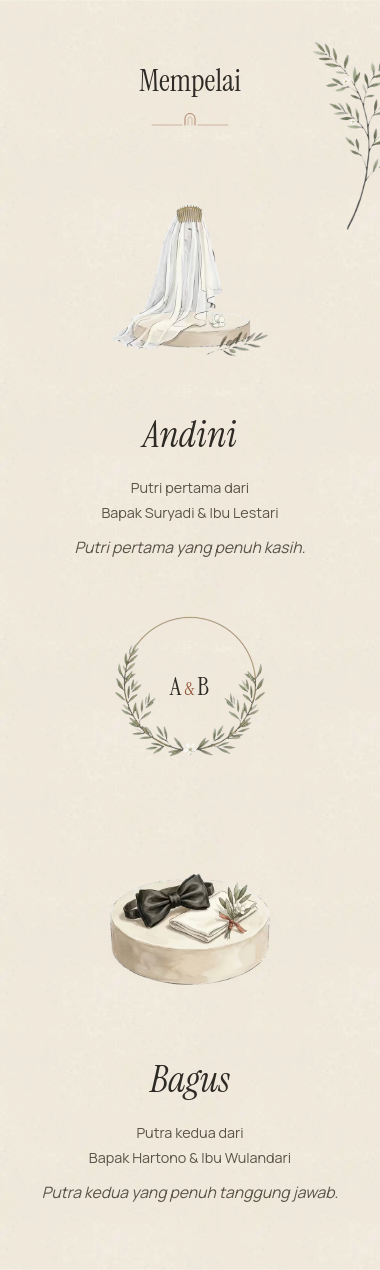 Mempelai
Andini
Putri pertama dari
Bapak Suryadi & Ibu Lestari
Putri pertama yang penuh kasih.
A & B
Bagus
Putra kedua dari
Bapak Hartono & Ibu Wulandari
Putra kedua yang penuh tanggung jawab.